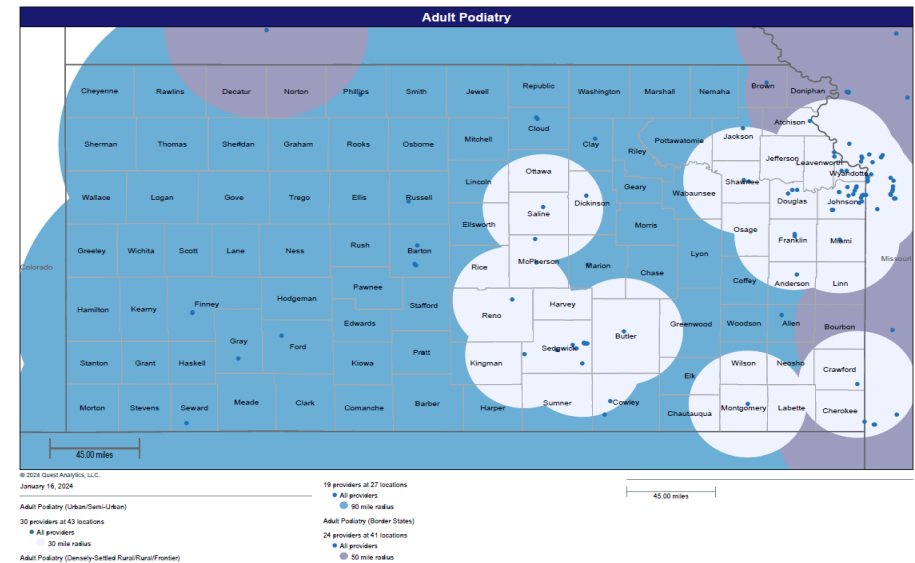 Adult Podiatry
Cheyenne Rawlins Decatur Norton Phillips Smith Jewell Republic Washington Marshall Nemaha Brown Doniphan
Atchison
Sherman Thomas Sheridan Graham Rooks Osborne Mitchell Cloud Clay Riley Pottawatomie Jackson
Jefferson Leavenworth
Wyandotte
Wallace Logan Gove Trego Ellis Russell Lincoln Ottawa Dickinson Geary Wabaunsee Shawnee Douglas Johnson
Ellsworth Saline Morris Osage
Greeley Wichita Scott Lane Ness Rush Barton Rice McPherson Marion Chase Lyon Franklin Miami
Colorado Missouri
Pawnee Coffey Anderson Linn
Hamilton Kearny Finney Hodgeman Stafford Reno Harvey
Edwards Greenwood Woodson Allen Bourbon
Gray Ford Sedgwick Butler
Stanton Grant Haskell Kiowa Pratt Kingman Elk Wilson Neosho Crawford
Morton Stevens Seward Meade Clark Comanche Barber Harper Sumner Cowley Chautauqua Montgomery Labette Cherokee
45.00 miles
© 2024 Quest Analytics, LLC.
January 16, 2024
Adult Podiatry (Urban/Semi-Urban)
30 providers at 43 locations
All providers
30 mile radius
Adult Podiatry (Densely-Settled Rural/Rural/Frontier)
19 providers at 27 locations
All providers
90 mile radius
Adult Podiatry (Border States)
24 providers at 41 locations
All providers
50 mile radius
45.00 miles